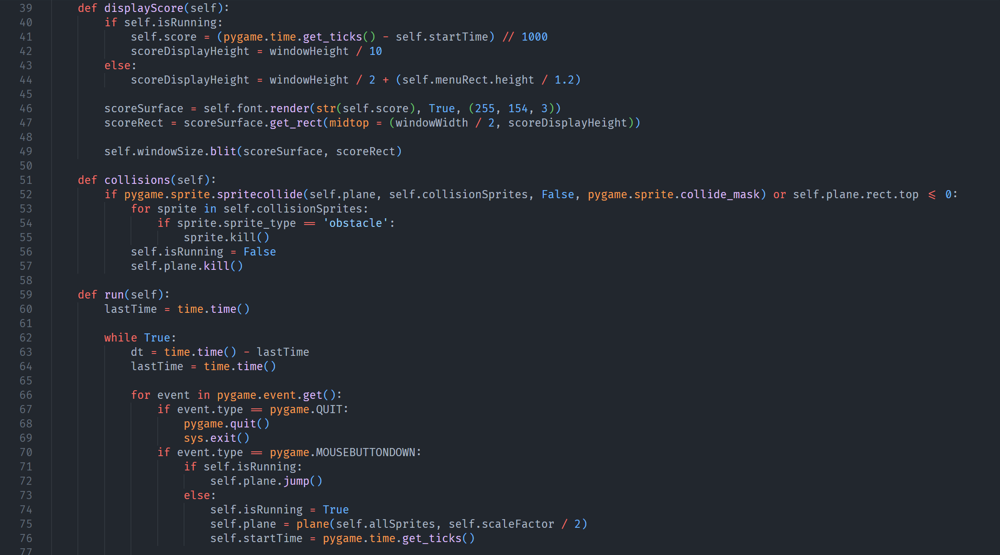 39 def displayScore(self):
40 if self.isRunning:
41 self.score = (pygame.time.get_ticks() - self.startTime) // 1000
42 scoreDisplayHeight = windowHeight / 10
43 else:
44 scoreDisplayHeight = windowHeight / 2 + (self.menuRect.height / 1.2)
45
46 scoreSurface = self.font.render(str(self.score), True, (255, 154, 3))
47 scoreRect = scoreSurface.get_rect(midtop = (windowWidth / 2, scoreDisplayHeight))
48
49 self.windowSize.blit(scoreSurface, scoreRect)
50
51 def collisions(self):
52 if pygame.sprite.spritecollide(self.plane, self.collisionSprites, False, pygame.sprite.collide_mask) or self.plane.rect.top <= 0:
53 for sprite in self.collisionSprites:
54 if sprite.sprite_type == 'obstacle':
55 sprite.kill()
56 self.isRunning = False
57 self.plane.kill()
58
59 def run(self):
60 lastTime = time.time()
61
62 while True:
63 dt = time.time() - lastTime
64 lastTime = time.time()
65
66 for event in pygame.event.get():
67 if event.type == pygame.QUIT:
68 pygame.quit()
69 sys.exit()
70 if event.type == pygame.MOUSEBUTTONDOWN:
71 if self.isRunning:
72 self.plane.jump()
73 else:
74 self.isRunning = True
75 self.plane = plane(self.allSprites, self.scaleFactor / 2)
76 self.startTime = pygame.time.get_ticks()
77